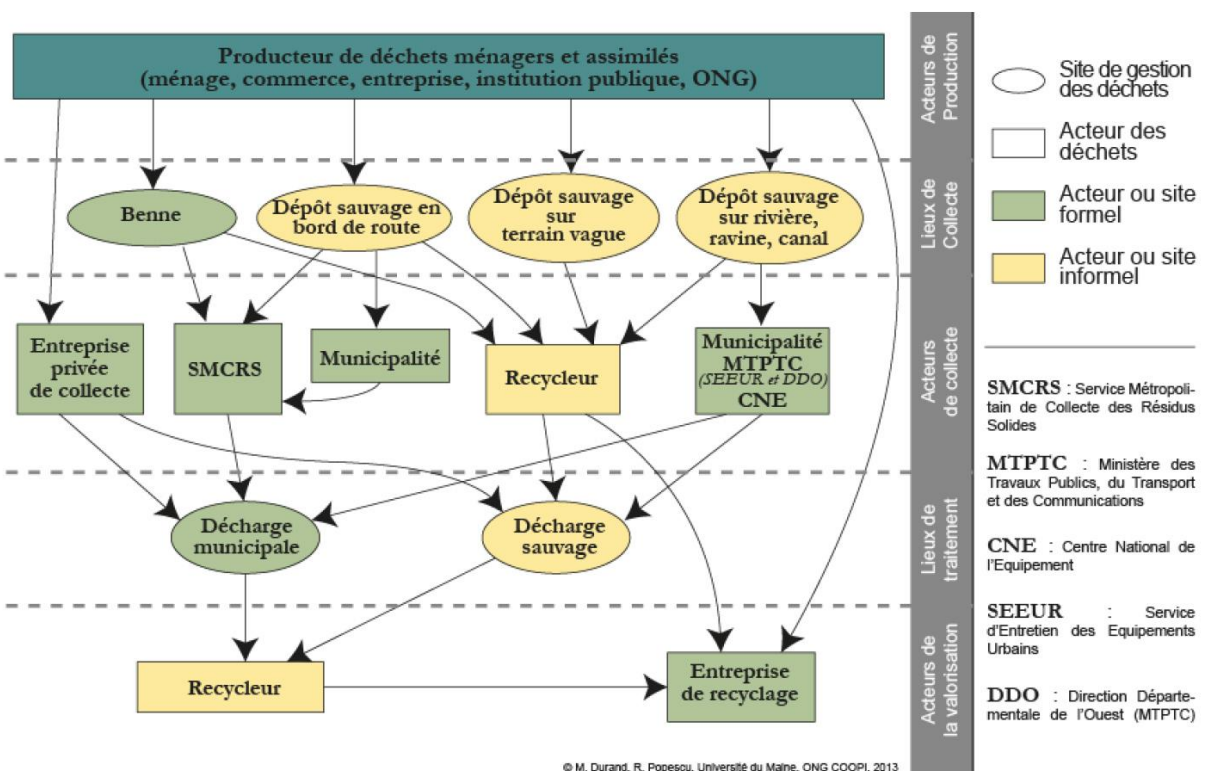 Producteur de déchets ménagers et assimilés
(ménage, commerce, entreprise, institution publique, ONG)
Acteurs de
Production
Benne
Dépôt sauvage en
bord de route
Dépôt sauvage
sur
terrain vague
Dépôt sauvage
sur rivière,
ravine, canal
Lieux de
Collecte
Entreprise
privée
de collecte
SMCRS
Municipalité
Recycleur
Municipalité
MTPTC
(SEEUR et DDO)
CNE
Acteurs
de collecte
Décharge
municipale
Décharge
sauvage
Lieux de
traitement
Recycleur
Entreprise
de recyclage
Acteurs de
la valorisation
Site de gestion
des déchets
Acteur des
déchets
Acteur ou site
formel
Acteur ou site
informel
SMCRS : Service Métropoli-
tain de Collecte des Résidus
Solides
MTPTC : Ministère des
Travaux Publics, du Transport
et des Communications
CNE : Centre National de
l'Equipement
SEEUR : Service
d'Entretien des Equipements
Urbains
DDO : Direction Départe-
mentale de l'Ouest (MTPTC)
© M. Durand, R. Popescu, Université du Maine, ONG COOPI, 2013